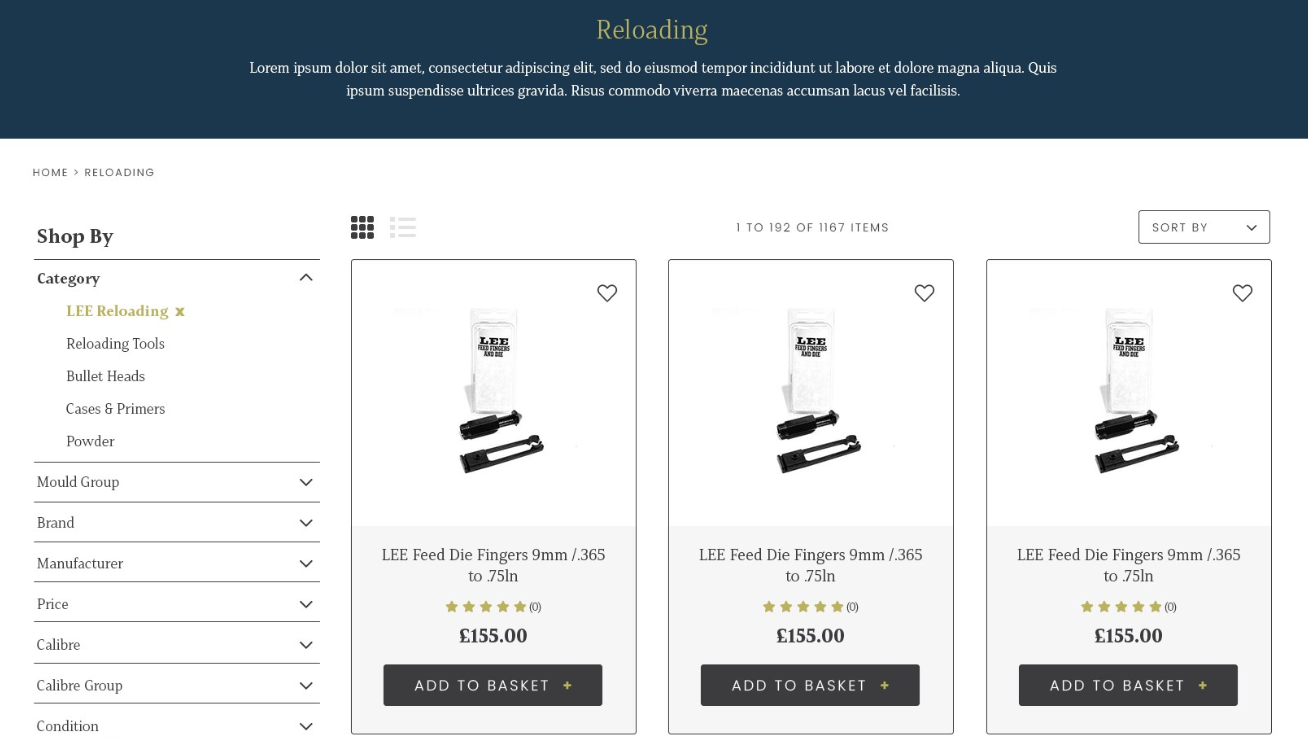 Reloading
Lorem ipsum dolor sit amet, consectetur adipiscing elit, sed do eiusmod tempor incididunt ut labore et dolore magna aliqua. Quis
ipsum suspendisse ultrices gravida. Risus commodo viverra maecenas accumsan lacus vel facilisis.
HOME > RELOADING
Shop By
1 TO 192 OF 1167 ITEMS
SORT BY
Category
LEE Reloading x
Reloading Tools
Bullet Heads
Cases & Primers
Powder
Mould Group
Brand
Manufacturer
Price
Calibre
Calibre Group
Condition
LEE
FEED FINGERS
AND DIE
LEE Feed Die Fingers 9mm /.365
to .75ln
(0)
£155.00
ADD TO BASKET +
LEE
FEED FINGERS
AND DIE
LEE Feed Die Fingers 9mm /.365
to .75ln
(0)
£155.00
ADD TO BASKET +
LEE
FEED FINGERS
AND DIE
LEE Feed Die Fingers 9mm /.365
to .75ln
(0)
£155.00
ADD TO BASKET +